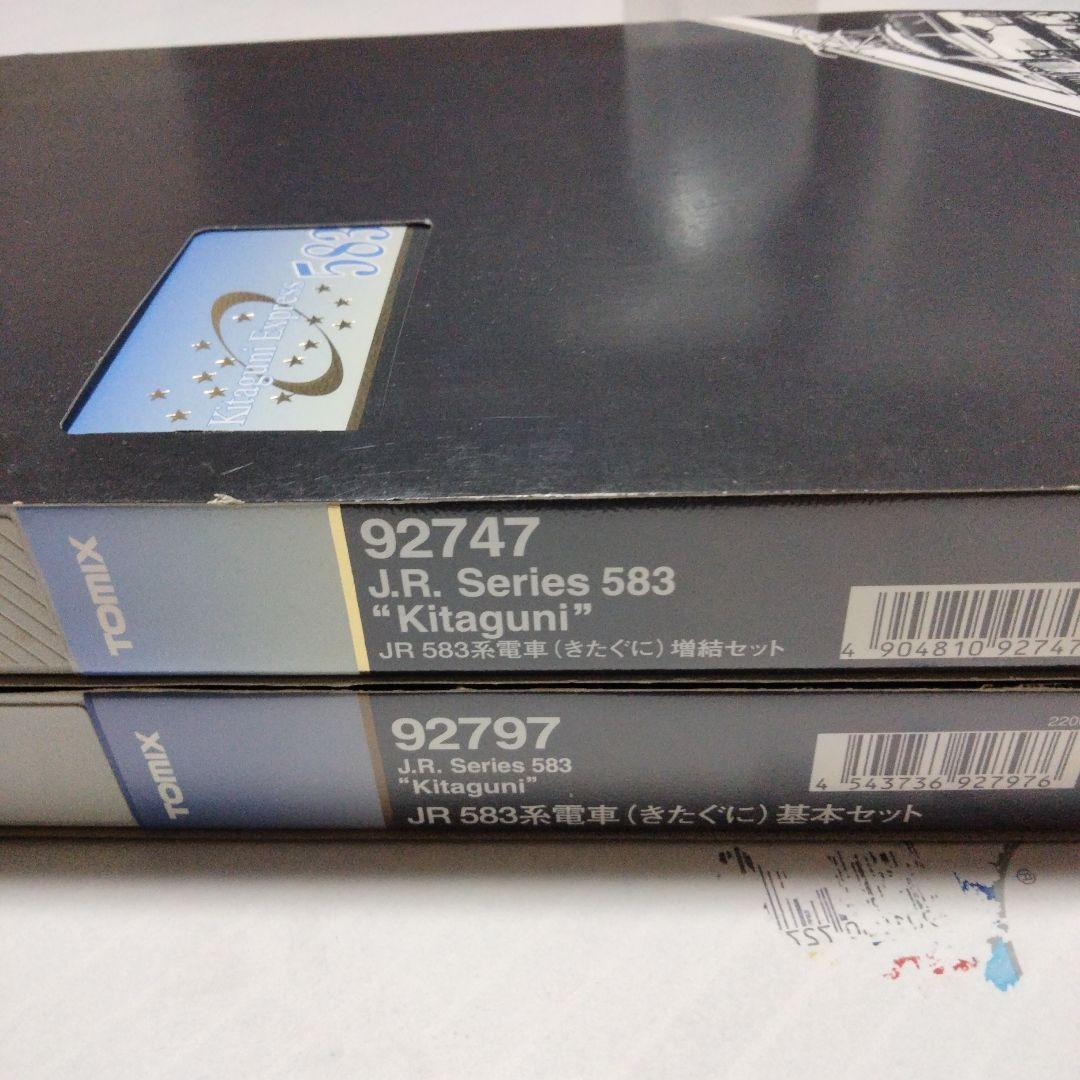 583
Kitaguni Express
TOMIX
92747
J.R. Series 583
“Kitaguni”
JR 583系電車(きたぐに)増結セット
4 904810 92747
TOMIX
92797
J.R. Series 583
“Kitaguni”
JR 583系電車(きたぐに)基本セット
220
4 543736 927976
®